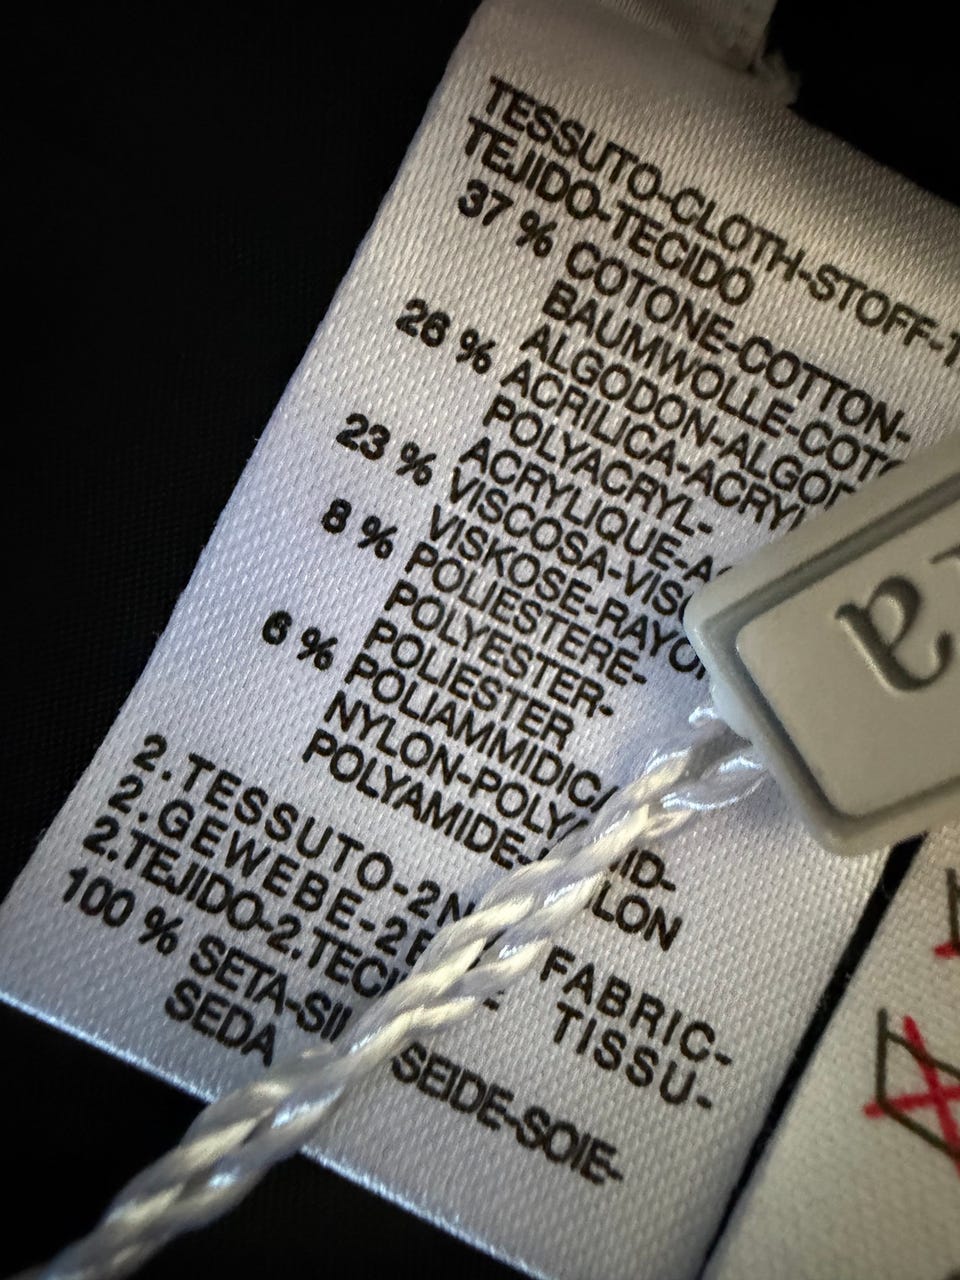 TESSUTO-CLOTH-STOFF-
TEJIDO-TECIDO
37 % COTONE-COTTON-
BAUMWOLLE-
ALGODON-
26 % ACRILICA-
POLYACRYL-
ACRYLIQUE-
23 % VISCOSA-
VISKOSE-
8 % POLIESTERE-
POLYESTER-
POLIESTER
6 %
NYLON-
POLYAMIDE-
2.TESSUTO-
FABRIC-
2.GEWEBE-
TISSU-
2.TEJIDO-
100 % SETA- SEIDE-SOIE-
SEDA